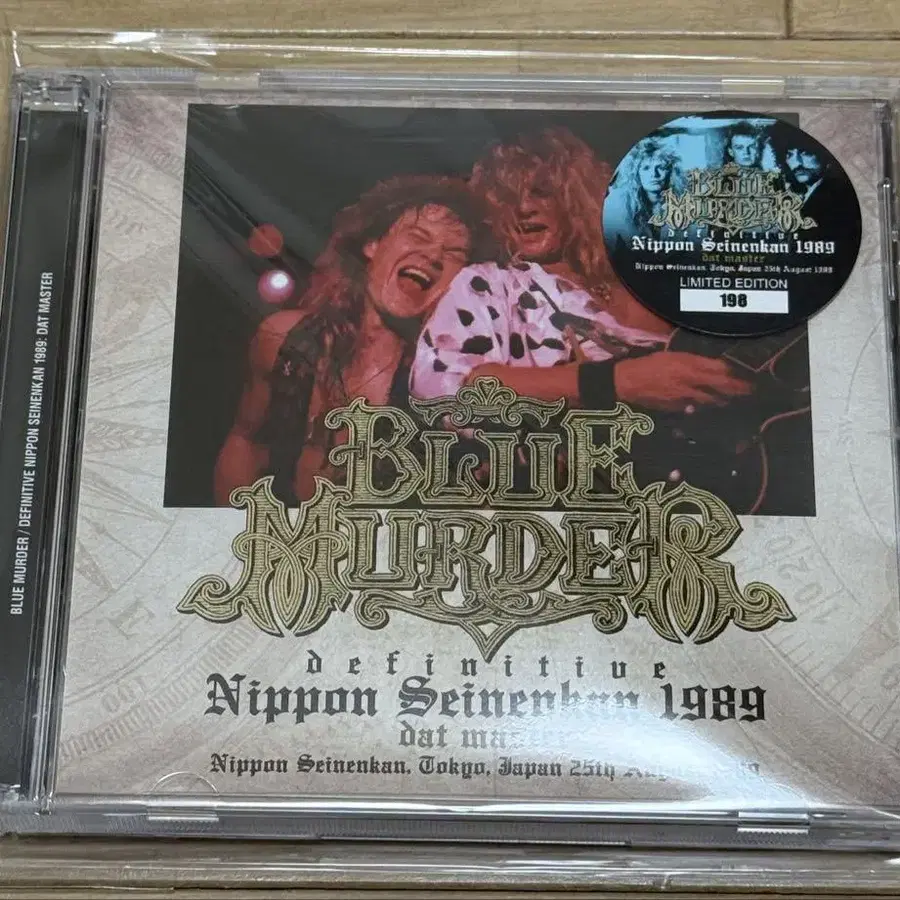 BLUE MURDER / DEFINITIVE NIPPON SEINENKAN 1989: DAT MASTER
BLUE
MURDER
definitive
Nippon Seinenkan 1989
dat master
Nippon Seinenkan, Tokyo, Japan 25th August 1989
LIMITED EDITION
198
BLUE
MURDER
definitive
Nippon Seinenkan 1989
dat master
Nippon Seinenkan, Tokyo, Japan 25th August 1989